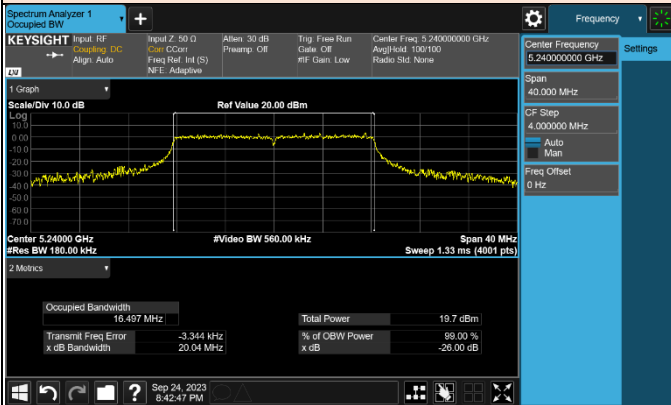 Spectrum Analyzer 1
Occupied BW
+
Frequency
KEYSIGHT
Input: RF
Coupling: DC
Align: Auto
Input Z: 50 Ω
Corr CCorr
Freq Ref: Int (S)
NFE: Adaptive
Atten: 30 dB
Preamp: Off
Trig: Free Run
Gate: Off
#IF Gain: Low
Center Freq: 5.240000000 GHz
Avg|Hold: 100/100
Radio Std: None
LXI
Center Frequency
5.240000000 GHz
Settings
Span
40.000 MHz
CF Step
4.000000 MHz
Auto
Man
Freq Offset
0 Hz
1 Graph
Scale/Div 10.0 dB
Ref Value 20.00 dBm
Log
10.0
0.00
-10.0
-20.0
-30.0
-40.0
-50.0
-60.0
-70.0
Center 5.24000 GHz
#Video BW 560.00 kHz
Span 40 MHz
#Res BW 180.00 kHz
Sweep 1.33 ms (4001 pts)
2 Metrics
Occupied Bandwidth
16.497 MHz
Total Power 19.7 dBm
Transmit Freq Error -3.344 kHz
% of OBW Power 99.00 %
x dB Bandwidth 20.04 MHz
x dB -26.00 dB
?
Sep 24, 2023
8:42:47 PM